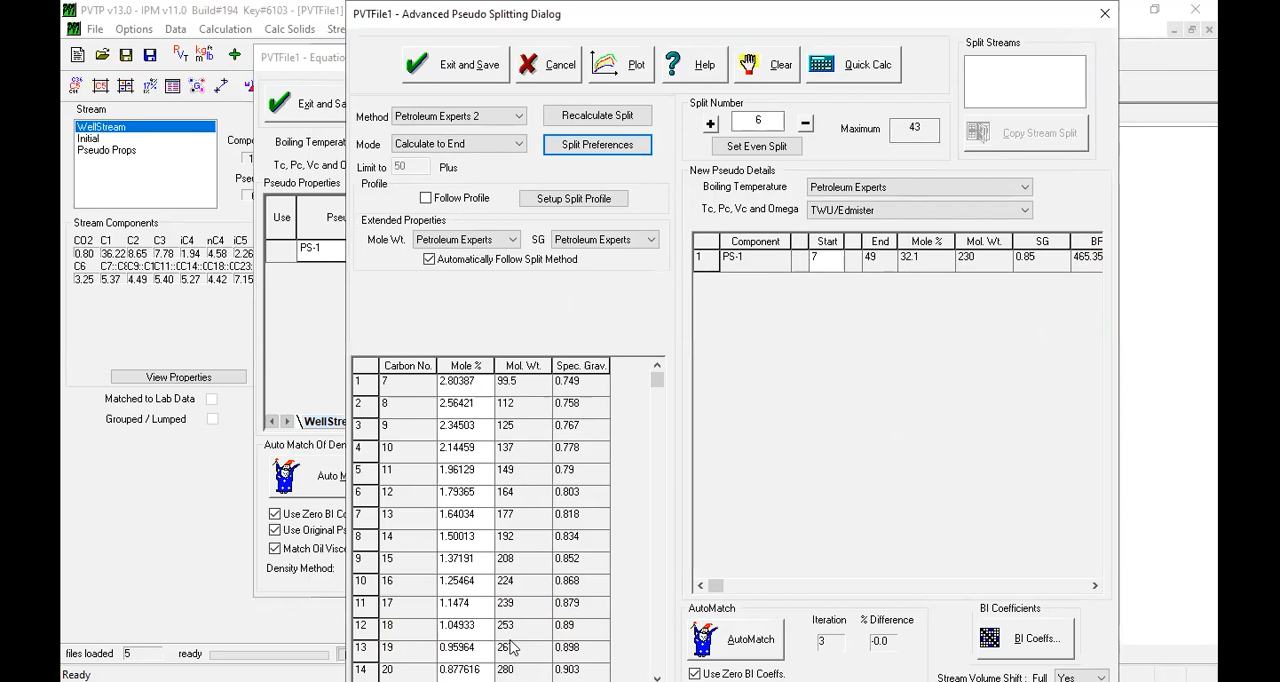 PVTP v13.0 - IPM v11.0 Build#194 Key#6103 - [PVTFile1
File Options Data Calculation Calc Solids Stre
PVTFile1 - Equatio
Exit and Sa
Stream
WellStream
Initial
Pseudo Props
Compo
Boiling Temperat
Tc, Pc, Vc and Omeg
Pseudo Properties
Use
PS-1
Stream Components
CO2 C1 C2 C3 iC4 nC4 iC5
0.80 36.22 8.65 7.78 1.94 4.58 2.26
3.25 5.37 4.49 5.40 5.27 4.42 7.15
View Properties
Matched to Lab Data
Grouped / Lumped
WellStre
Auto Match Of Den
Auto M
Use Zero BI Co
Use Original Ps
Match Oil Visco
Density Method:
files loaded 5 ready
Ready
PVTFile1 - Advanced Pseudo Splitting Dialog
Exit and Save Cancel Plot Help Clear Quick Calc
Method Petroleum Experts 2 Recalculate Split
Mode Calculate to End Split Preferences
Limit to 50 Plus
Profile
Follow Profile Setup Split Profile
Extended Properties
Mole Wt. Petroleum Experts SG Petroleum Experts
Automatically Follow Split Method
Carbon No. Mole % Mol. Wt. Spec. Grav.
1 7 2.80387 99.5 0.749
2 8 2.56421 112 0.758
3 9 2.34503 125 0.767
4 10 2.14459 137 0.778
5 11 1.96129 149 0.79
6 12 1.79365 164 0.803
7 13 1.64034 177 0.818
8 14 1.50013 192 0.834
9 15 1.37191 208 0.852
10 16 1.25464 224 0.868
11 17 1.1474 239 0.879
12 18 1.04933 253 0.89
13 19 0.95964 0.898
14 20 0.877616 280 0.903
Split Number
+ 6 -
Maximum 43
Set Even Split
Split Streams
Copy Stream Split
New Pseudo Details
Boiling Temperature Petroleum Experts
Tc, Pc, Vc and Omega TWU/Edmister
Component Start End Mole % Mol. Wt. SG BF
1 PS-1 7 49 32.1 230 0.85 465.35
AutoMatch
AutoMatch
Iteration % Difference
3 -0.0
Use Zero BI Coeffs.
BI Coefficients
BI Coeffs...
Stream Volume Shift : Full Yes